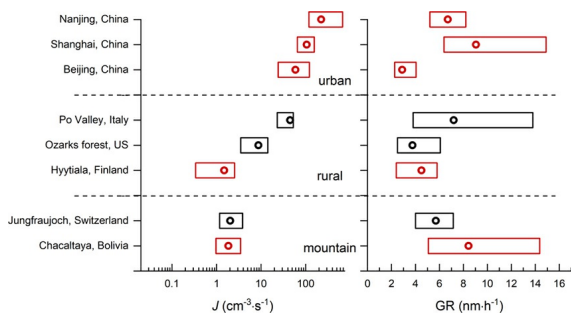 Nanjing, China
Shanghai, China
Beijing, China
urban
Po Valley, Italy
Ozarks forest, US
Hyytiala, Finland
rural
Jungfraujoch, Switzerland
Chacaltaya, Bolivia
mountain
0.1 1 10 100
J (cm⁻³·s⁻¹)
0 2 4 6 8 10 12 14 16
GR (nm·h⁻¹)